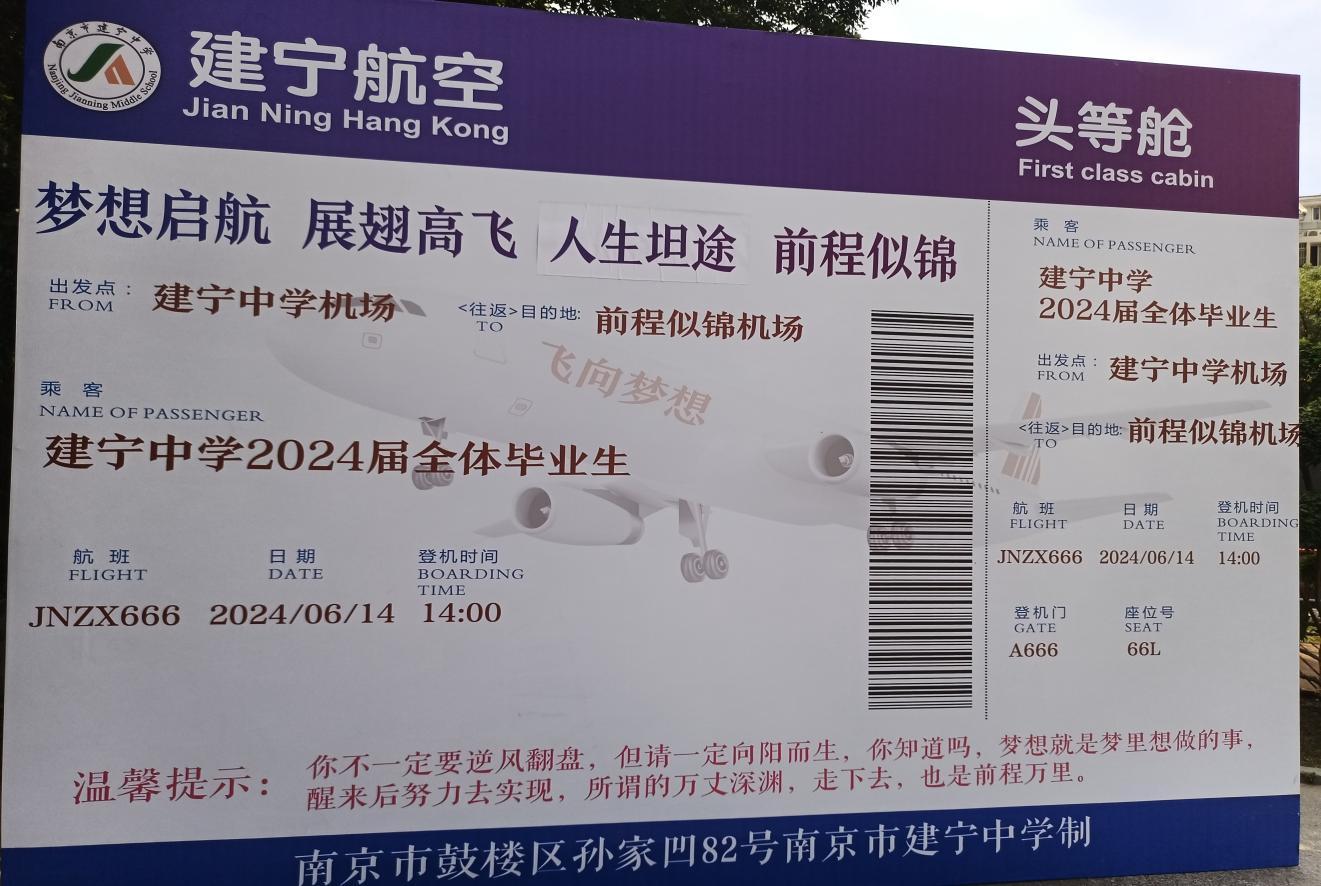 南京市建宁中学
Nanjing Jianning Middle School
建宁航空
Jian Ning Hang Kong
头等舱
First class cabin
梦想启航 展翅高飞 人生坦途 前程似锦
出发点：
FROM
建宁中学机场
<往返>目的地:
TO
前程似锦机场
飞向梦想
乘 客
NAME OF PASSENGER
建宁中学2024届全体毕业生
航 班
FLIGHT
日 期
DATE
登机时间
BOARDING
TIME
JNZX666 2024/06/14 14:00
乘 客
NAME OF PASSENGER
建宁中学
2024届全体毕业生
出发点：
FROM
建宁中学机场
<往返>目的地:
TO
前程似锦机场
航 班
FLIGHT
日 期
DATE
登机时间
BOARDING
TIME
JNZX666 2024/06/14 14:00
登机门
GATE
座位号
SEAT
A666 66L
温馨提示：
你不一定要逆风翻盘，但请一定向阳而生，你知道吗，梦想就是梦里想做的事，
醒来后努力去实现，所谓的万丈深渊，走下去，也是前程万里。
南京市鼓楼区孙家凹82号南京市建宁中学制